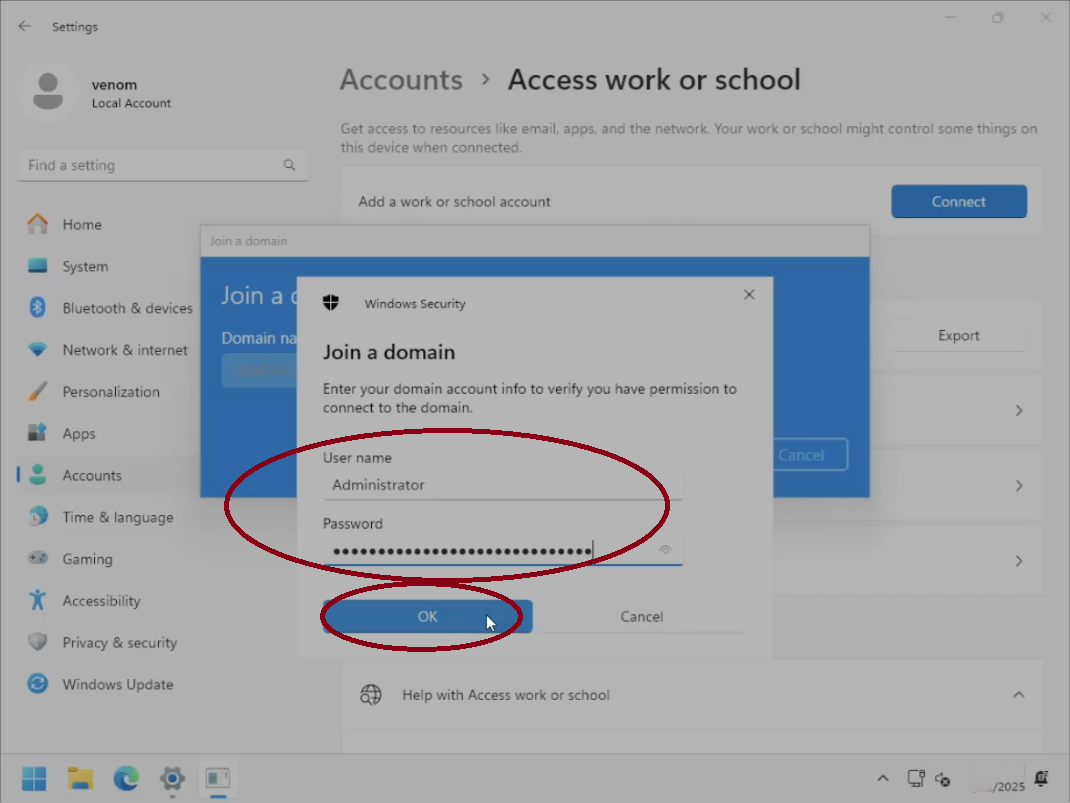 Settings
venom
Local Account
Find a setting
Home
System
Bluetooth & devices
Network & internet
Personalization
Apps
Accounts
Time & language
Gaming
Accessibility
Privacy & security
Windows Update
Accounts > Access work or school
Get access to resources like email, apps, and the network. Your work or school might control some things on
this device when connected.
Add a work or school account
Connect
Export
Join a domain
Join a
Domain na
Cancel
Windows Security
Join a domain
Enter your domain account info to verify you have permission to
connect to the domain.
User name
Administrator
Password
OK
Cancel
Help with Access work or school
/2025